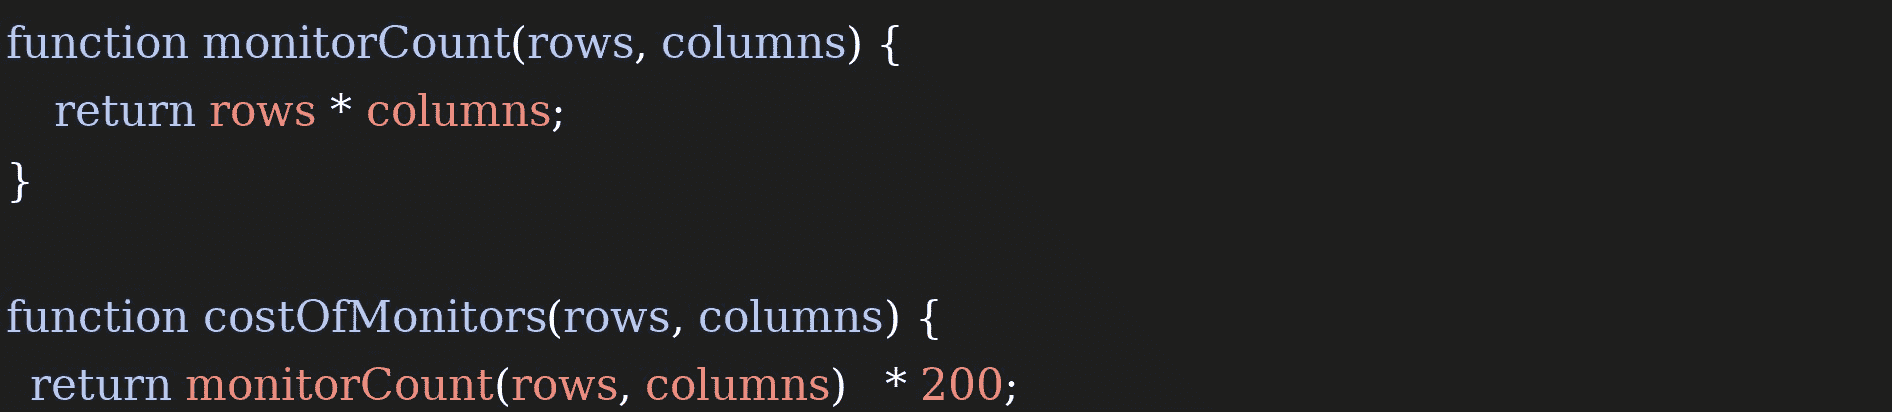 function monitorCount(rows, columns) {
    return rows * columns;
}

function costOfMonitors(rows, columns) {
  return monitorCount(rows, columns)   * 200;